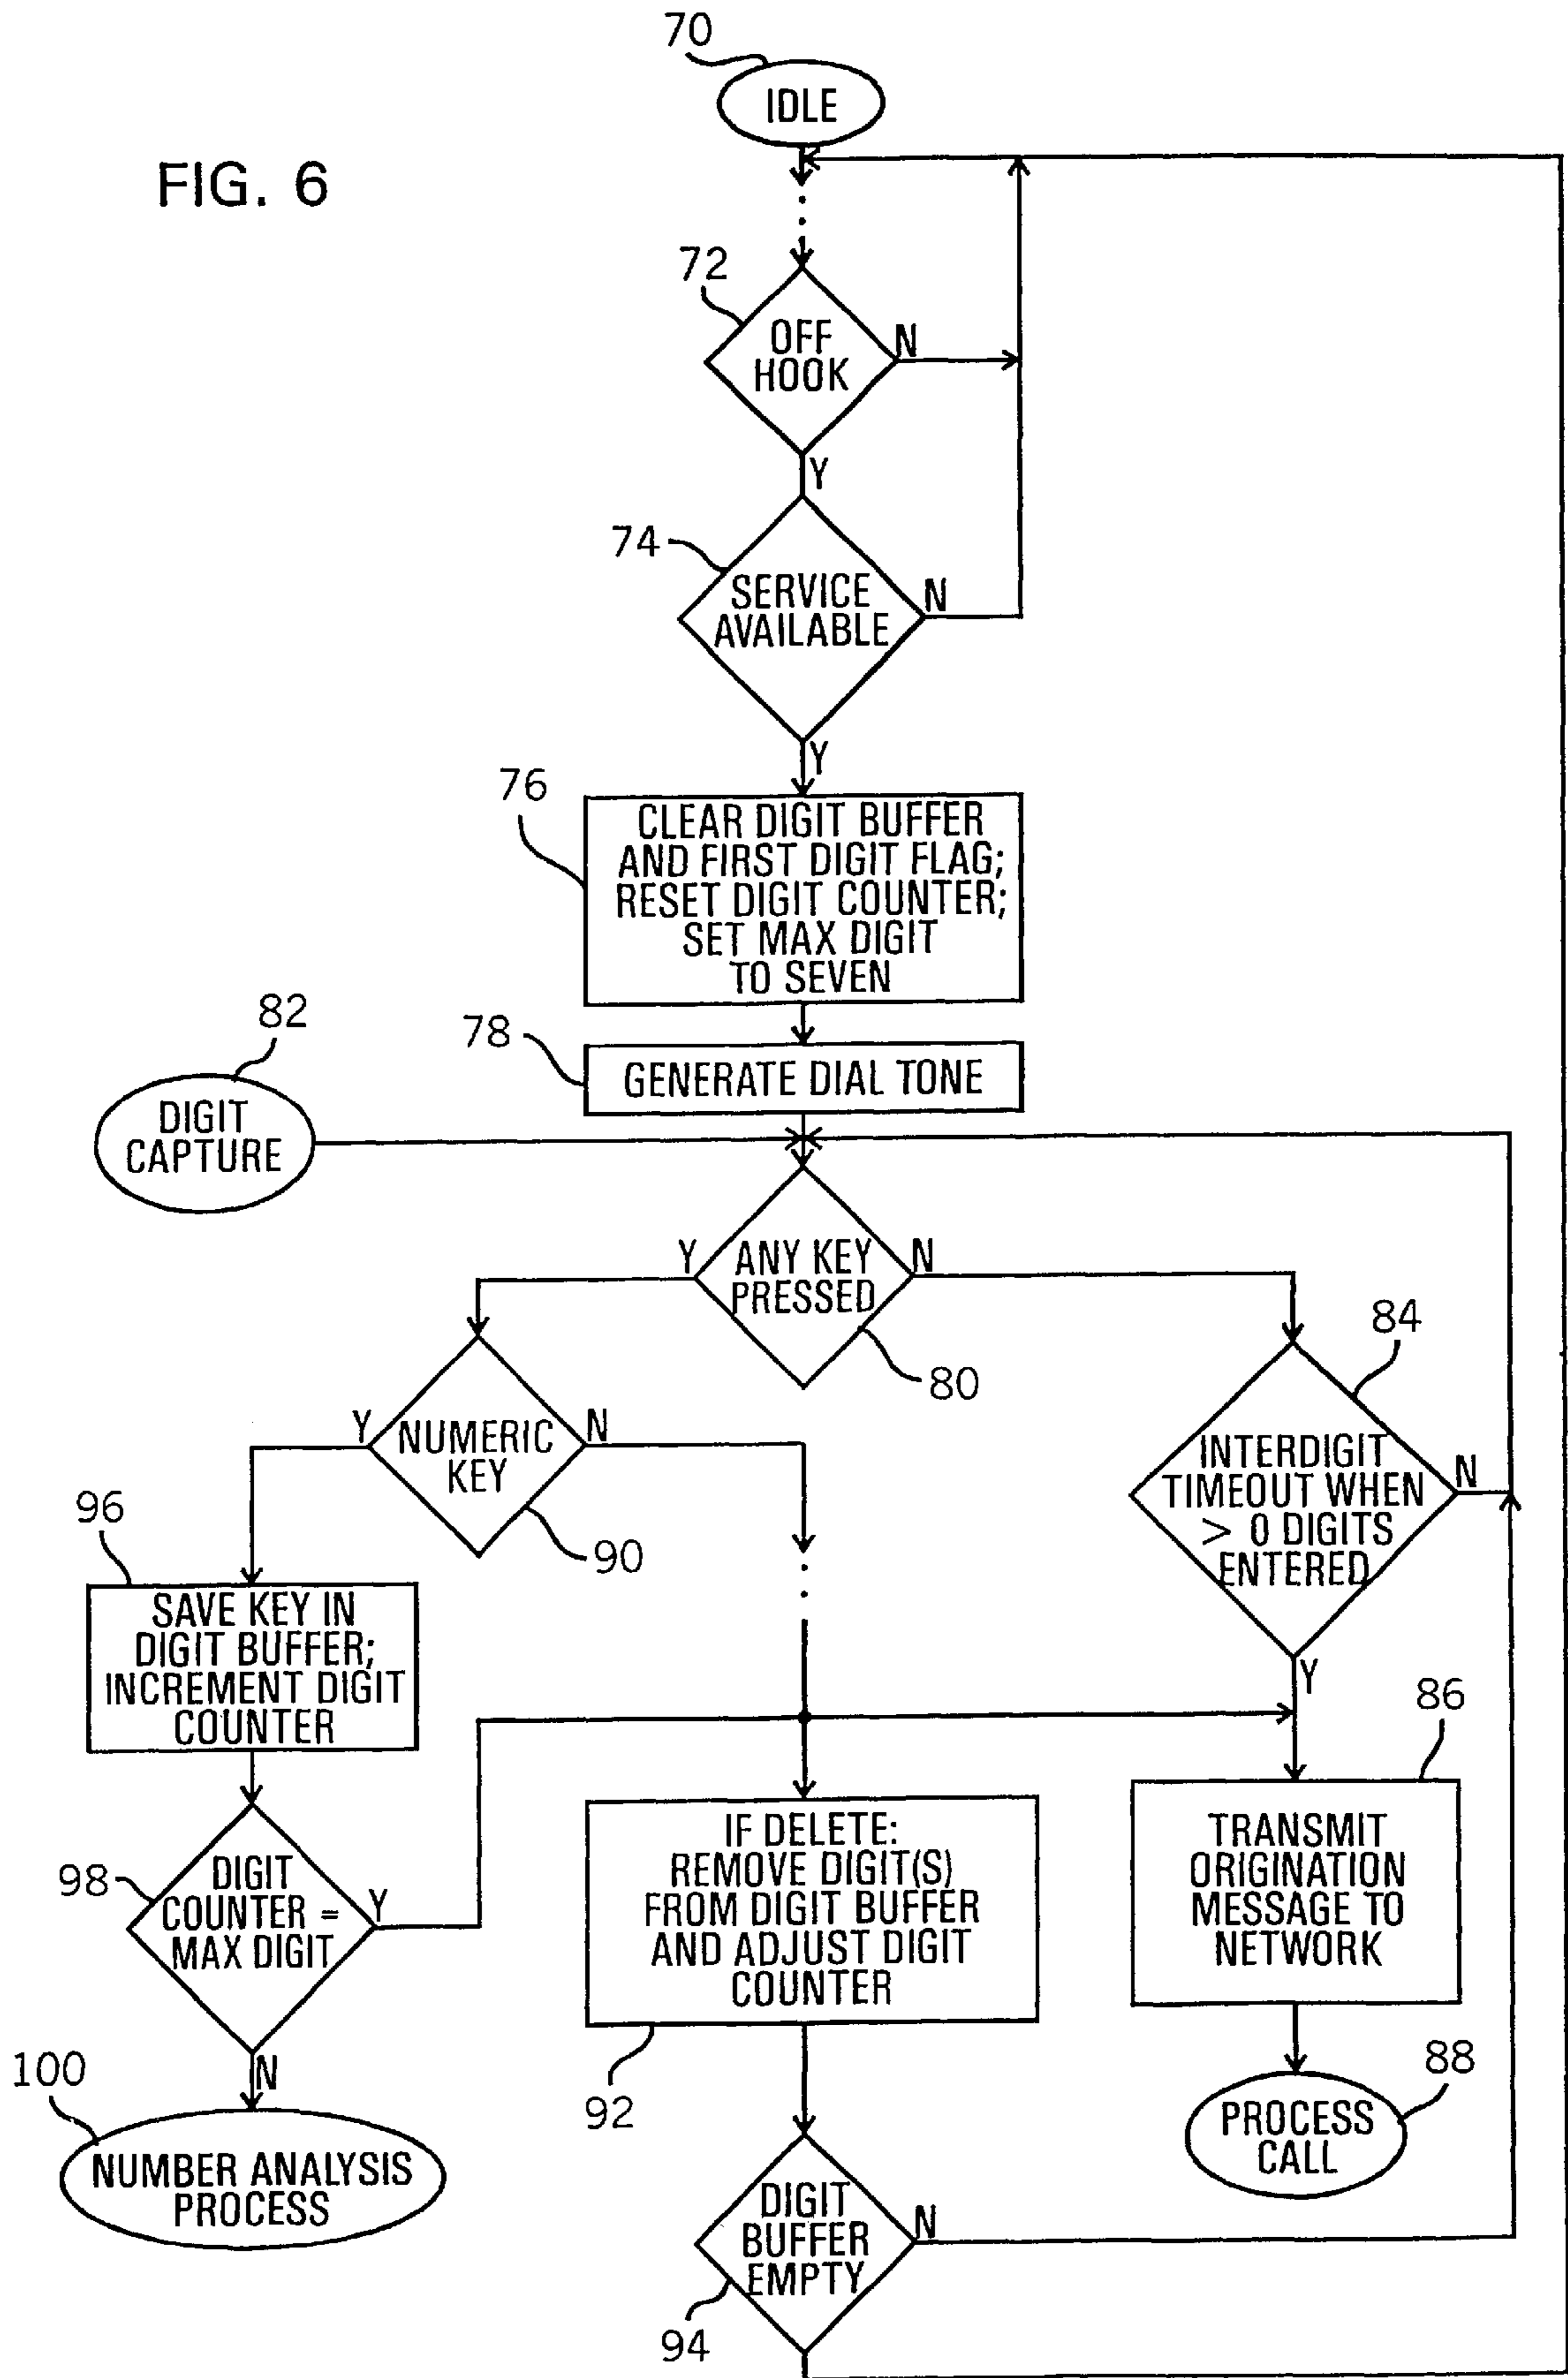 70
IDLE
FIG. 6
72
OFF
HOOK
N
Y
74
SERVICE
AVAILABLE
N
Y
76
CLEAR DIGIT BUFFER
AND FIRST DIGIT FLAG;
RESET DIGIT COUNTER;
SET MAX DIGIT
TO SEVEN
82
78
GENERATE DIAL TONE
DIGIT
CAPTURE
Y
ANY KEY
PRESSED
N
80
84
Y
NUMERIC
KEY
N
90
INTERDIGIT
TIMEOUT WHEN
> 0 DIGITS
ENTERED
N
Y
96
SAVE KEY IN
DIGIT BUFFER;
INCREMENT DIGIT
COUNTER
86
98
DIGIT
COUNTER =
MAX DIGIT
Y
N
IF DELETE:
REMOVE DIGIT(S)
FROM DIGIT BUFFER
AND ADJUST DIGIT
COUNTER
92
TRANSMIT
ORIGINATION
MESSAGE TO
NETWORK
88
PROCESS
CALL
100
NUMBER ANALYSIS
PROCESS
DIGIT
BUFFER
EMPTY
N
94